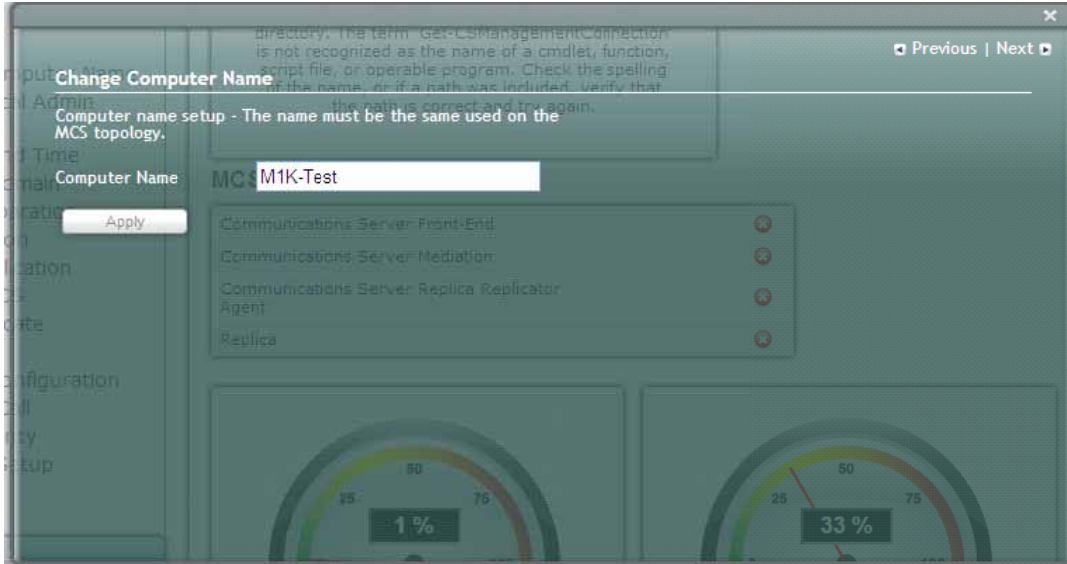 directory. The term 'Get-CSManagementConnection
is not recognized as the name of a cmdlet, function,
script file, or operable program. Check the spelling
of the name, or if a path was included, verify that
the path is correct and try again.
Previous | Next
Change Computer Name
Computer name setup - The name must be the same used on the
MCS topology.
Computer Name
M1K-Test
Apply
Admin
Time
MCS
Communications Server Front-End
Communications Server Mediation
Communications Server Replica Replicator
Agent
Replica
25
50
75
1 %
25
50
75
100
33 %